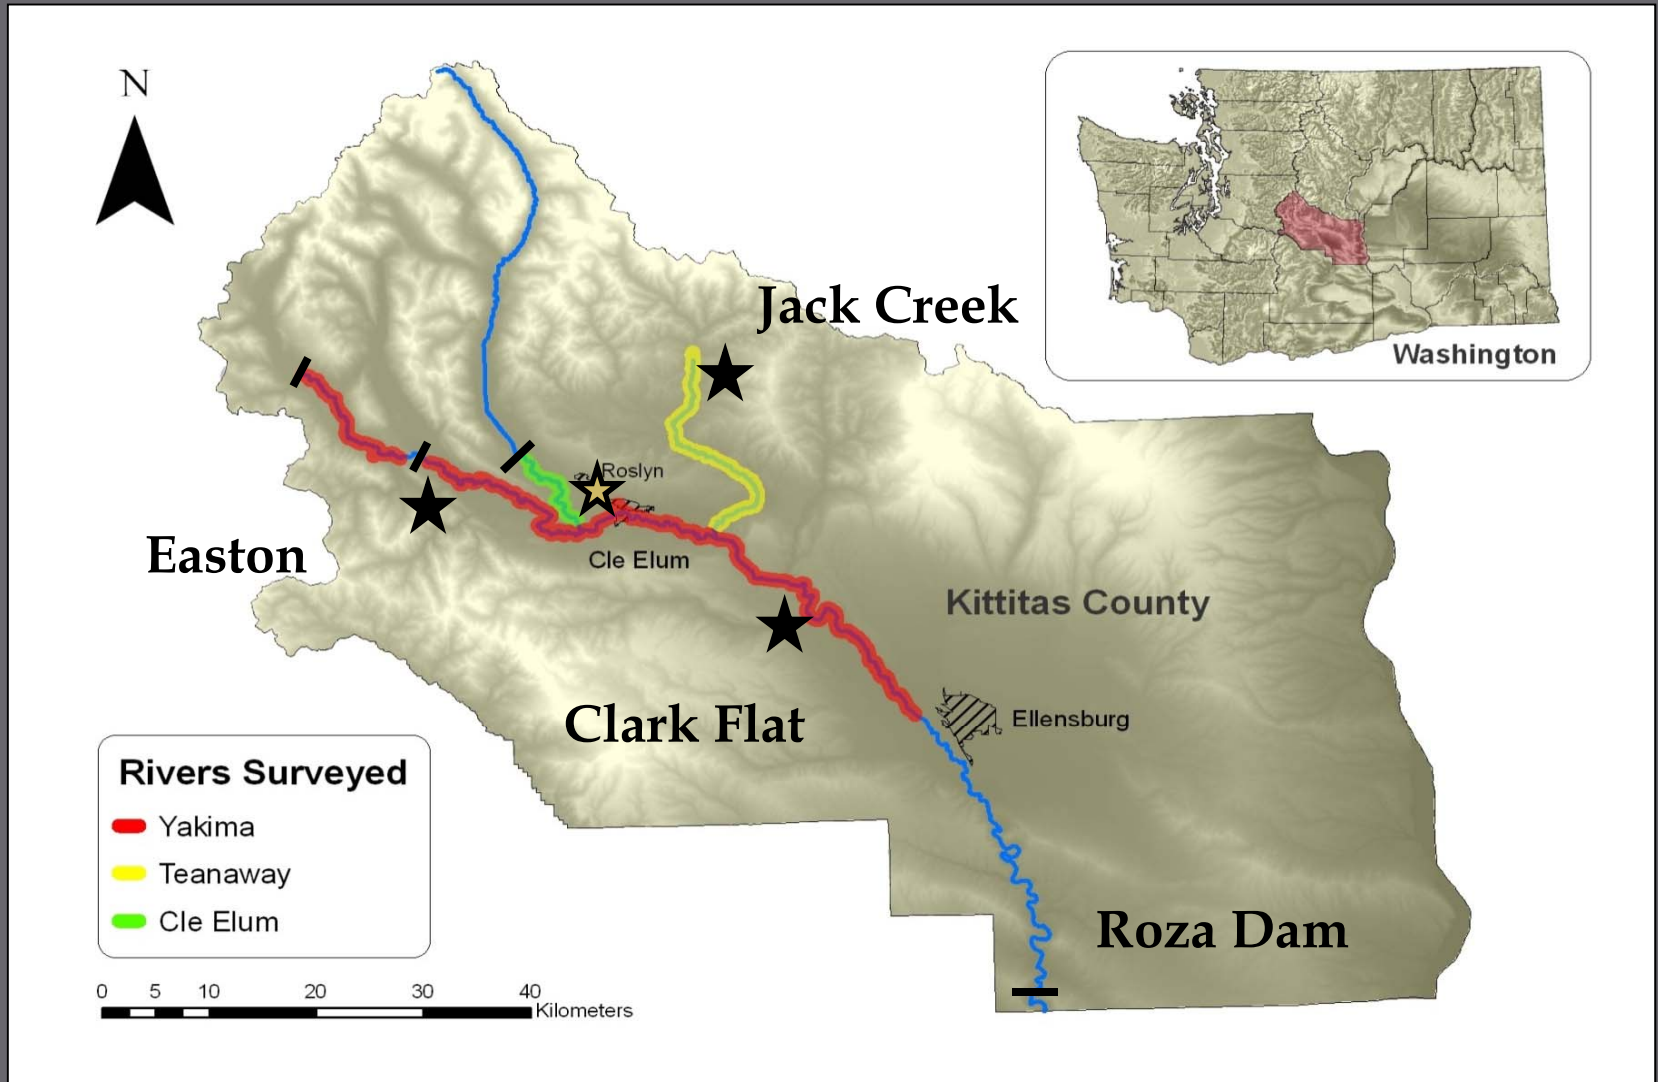 N
Jack Creek
Washington
Roslyn
Easton
Cle Elum
Kittitas County
Clark Flat
Ellensburg
Rivers Surveyed
Yakima
Teanaway
Cle Elum
Roza Dam
0 5 10 20 30 40
Kilometers